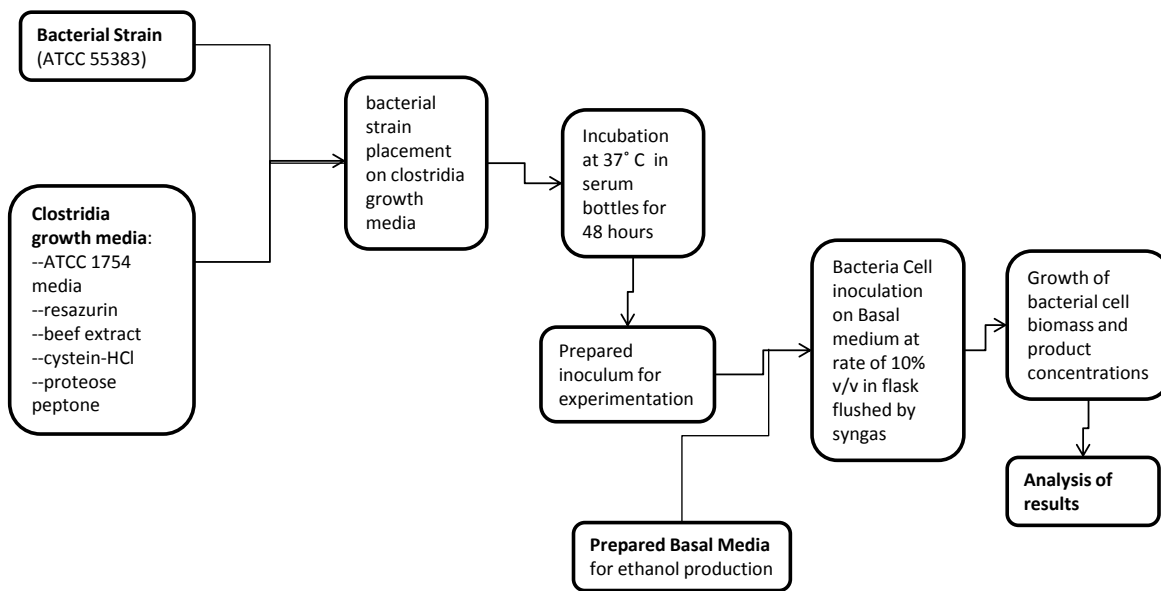 Bacterial Strain
(ATCC 55383)
Clostridia
growth media:
--ATCC 1754
media
--resazurin
--beef extract
--cystein-HCl
--proteose
peptone
bacterial
strain
placement
on clostridia
growth
media
Incubation
at 37˚ C in
serum
bottles for
48 hours
Prepared
inoculum for
experimentation
Prepared Basal Media
for ethanol production
Bacteria Cell
inoculation
on Basal
medium at
rate of 10%
v/v in flask
flushed by
syngas
Growth of
bacterial cell
biomass and
product
concentrations
Analysis of
results